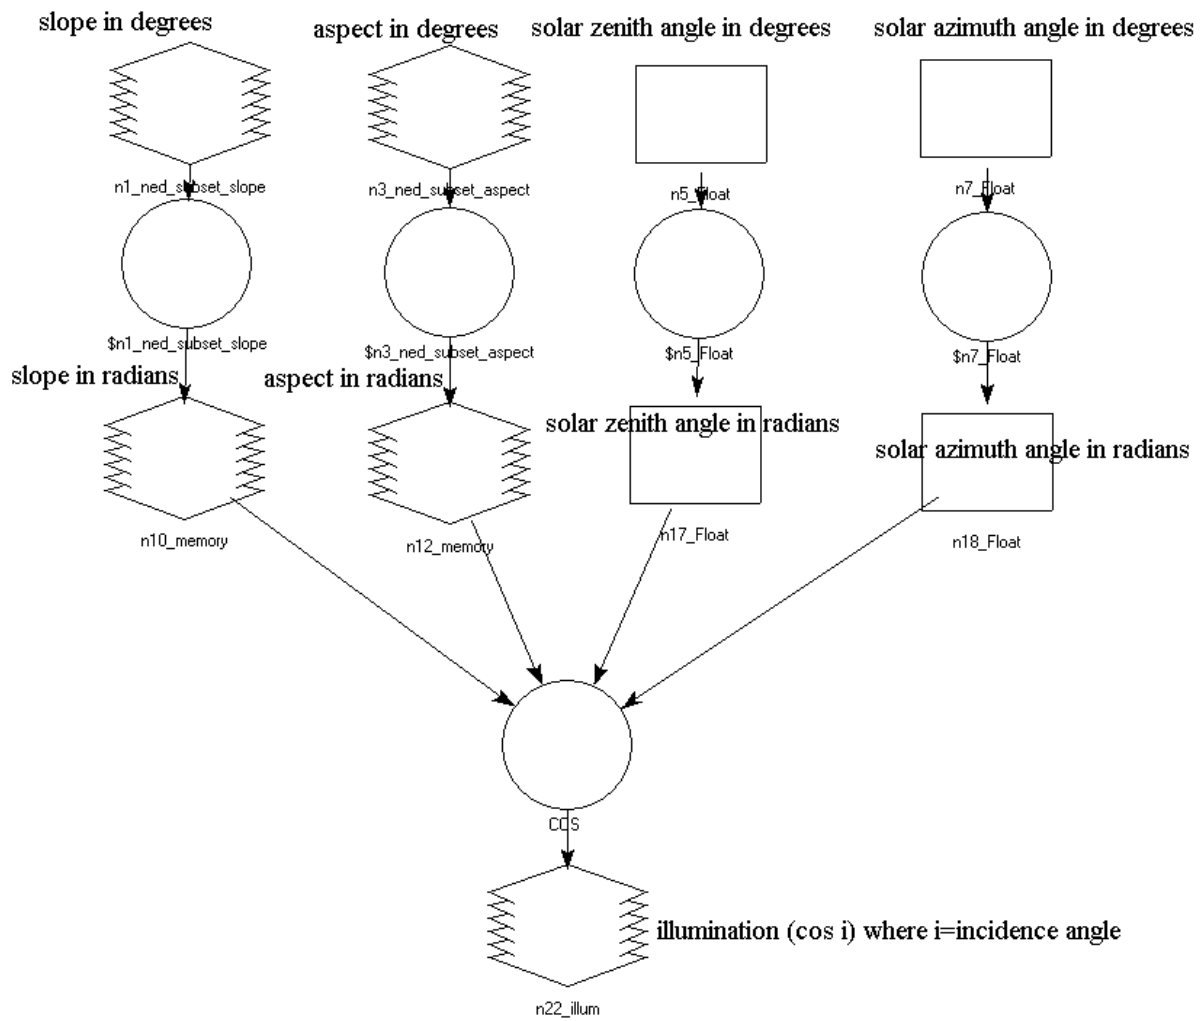 slope in degrees
aspect in degrees
solar zenith angle in degrees
solar azimuth angle in degrees
n1_ned_subset_slope
n3_ned_subset_aspect
n5_Float
n7_Float
$n1_ned_subset_slope
$n3_ned_subset_aspect
$n5_Float
$n7_Float
slope in radians
aspect in radians
solar zenith angle in radians
solar azimuth angle in radians
n10_memory
n12_memory
n17_Float
n18_Float
COS
illumination (cos i) where i=incidence angle
n22_illum